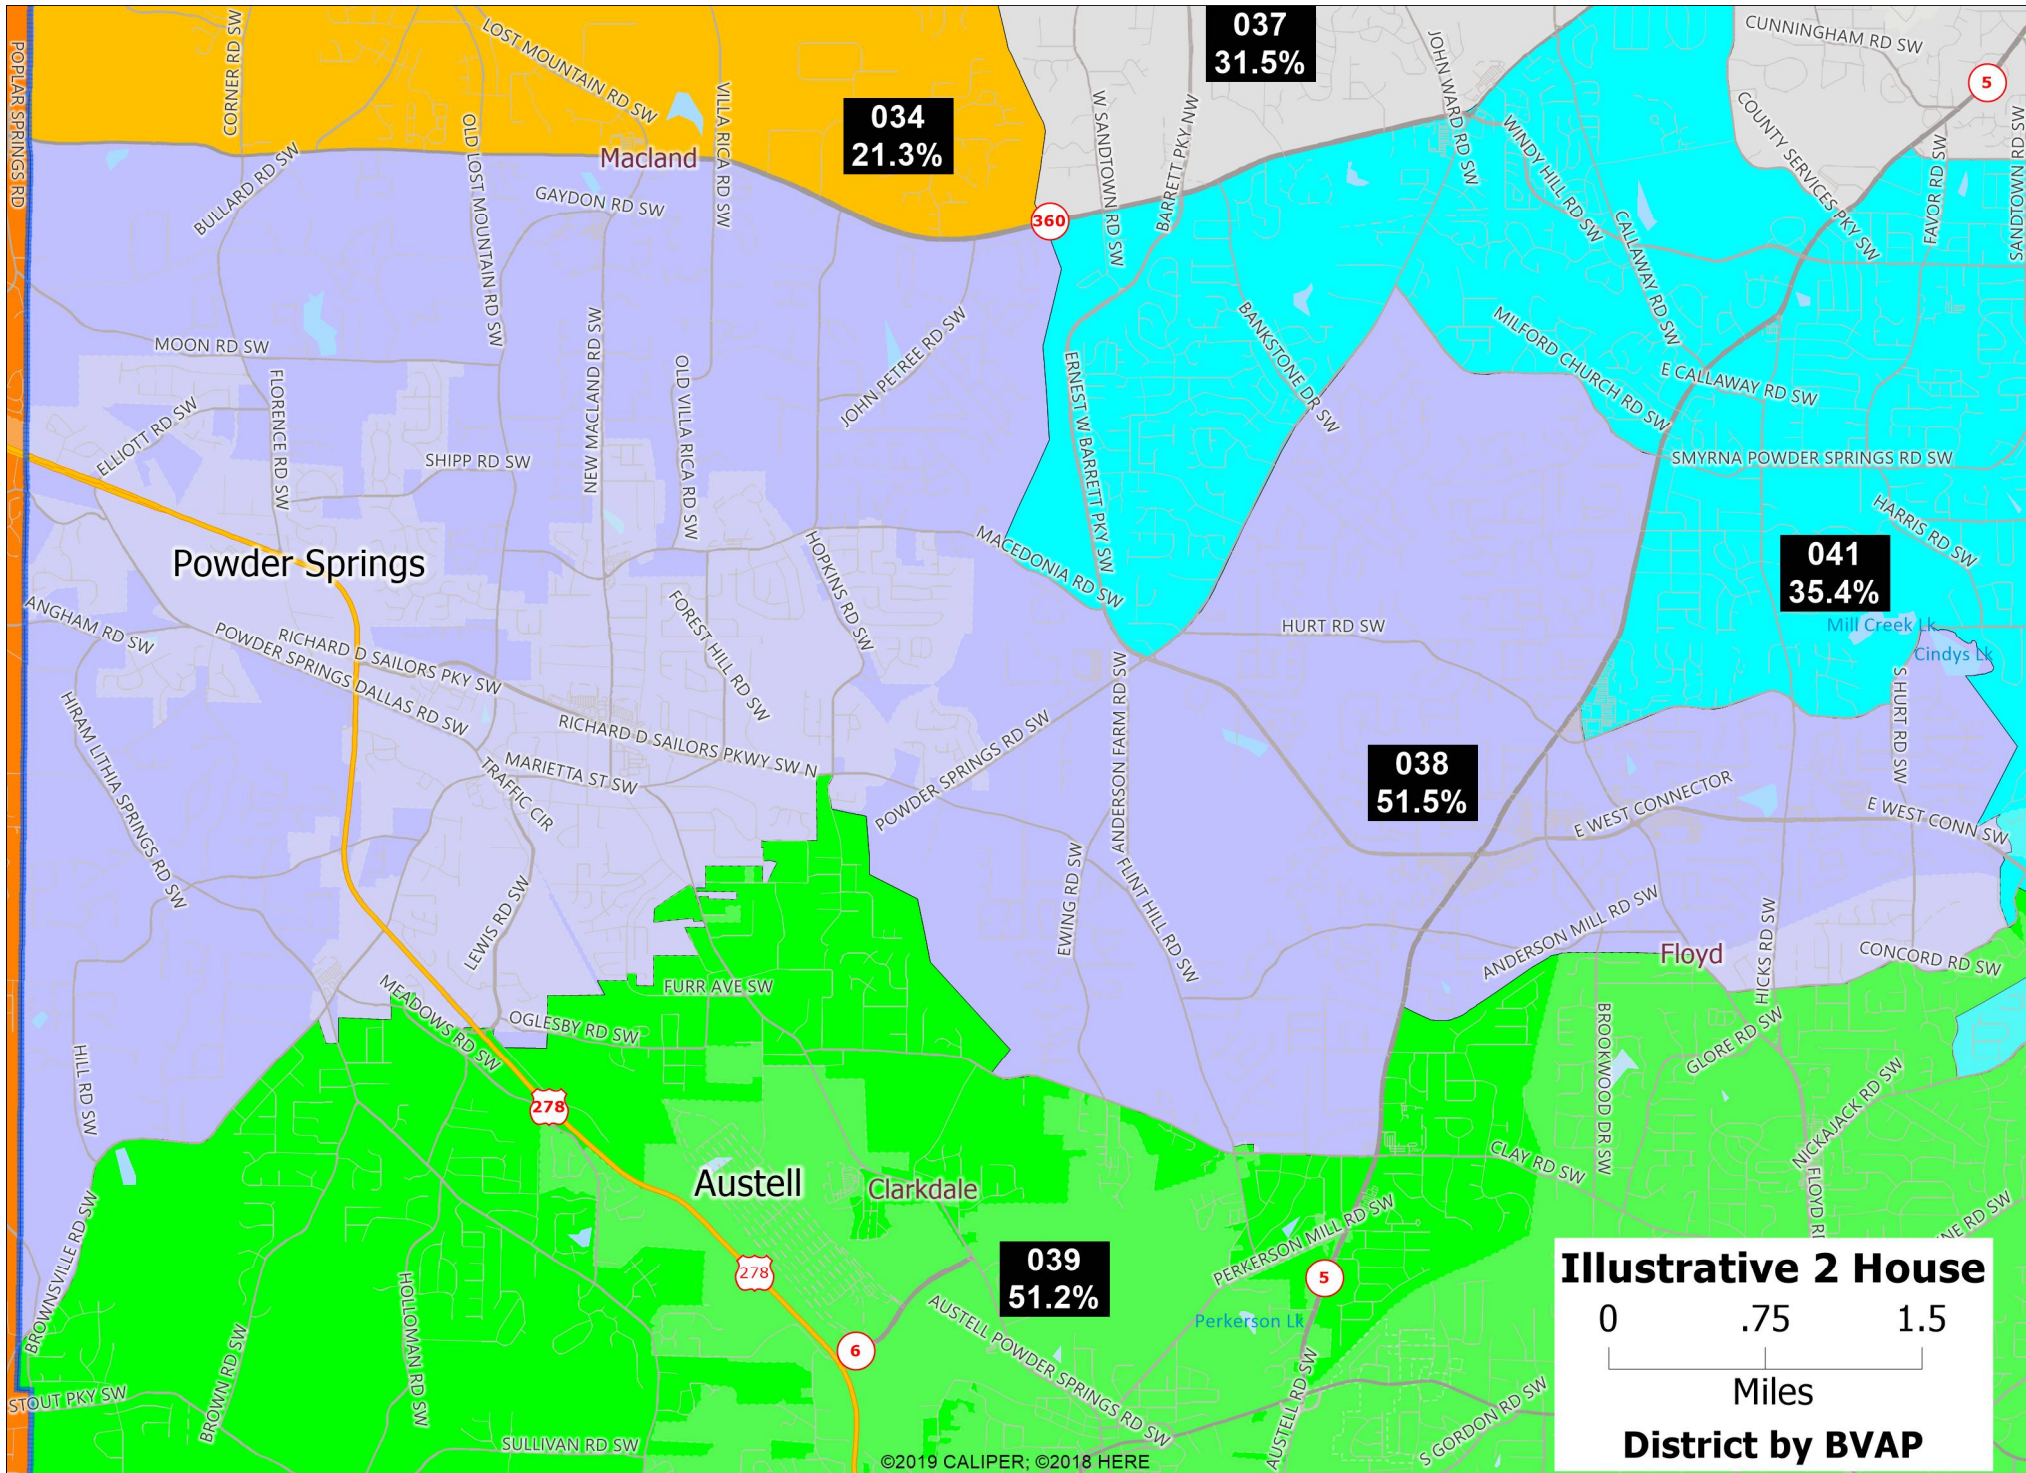 037
31.5%
CUNNINGHAM RD SW
5
POPLAR SPRINGS RD
CORNER RD SW
LOST MOUNTAIN RD SW
VILLA RICA RD SW
034
21.3%
W SANDTOWN RD SW
BARRETT PKY NW
JOHN WARD RD SW
WINDY HILL RD SW
COUNTY SERVICES PKY SW
FAVOR RD SW
SANDTOWN RD SW
BULLARD RD SW
OLD LOST MOUNTAIN RD SW
Macland
GAYDON RD SW
360
CALLAWAY RD SW
MOON RD SW
FLORENCE RD SW
NEW MACLAND RD SW
OLD VILLA RICA RD SW
JOHN PETREE RD SW
ERNEST W BARRETT PKY SW
BANKSTONE DR SW
MILFORD CHURCH RD SW
E CALLAWAY RD SW
ELLIOTT RD SW
SHIPP RD SW
SMYRNA POWDER SPRINGS RD SW
HARRIS RD SW
Powder Springs
HOPKINS RD SW
MACEDONIA RD SW
041
35.4%
ANGHAM RD SW
POWDER SPRINGS DALLAS RD SW
RICHARD D SAILORS PKY SW
FOREST HILL RD SW
HURT RD SW
Mill Creek Lk
Cindys Lk
HIRAM LITHIA SPRINGS RD SW
RICHARD D SAILORS PKWY SW N
MARIETTA ST SW
TRAFFIC CIR
POWDER SPRINGS RD SW
ANDERSON FARM RD SW
038
51.5%
S HURT RD SW
E WEST CONNECTOR
E WEST CONN SW
LEWIS RD SW
EWING RD SW
FLINT HILL RD SW
ANDERSON MILL RD SW
Floyd
HICKS RD SW
CONCORD RD SW
MEADOWS RD SW
FURR AVE SW
OGLESBY RD SW
HILL RD SW
278
BROOKWOOD DR SW
GLORE RD SW
NICKAJACK RD SW
CLAY RD SW
Austell
Clarkdale
FLOYD R
NE RD SW
PERKERSON MILL RD SW
BROWNSVILLE RD SW
HOLLOMAN RD SW
278
039
51.2%
5
Perkerson Lk
6
AUSTELL POWDER SPRINGS RD SW
STOUT PKY SW
BROWN RD SW
SULLIVAN RD SW
AUSTELL RD SW
S GORDON RD SW
Illustrative 2 House
0 .75 1.5
Miles
District by BVAP
©2019 CALIPER; ©2018 HERE